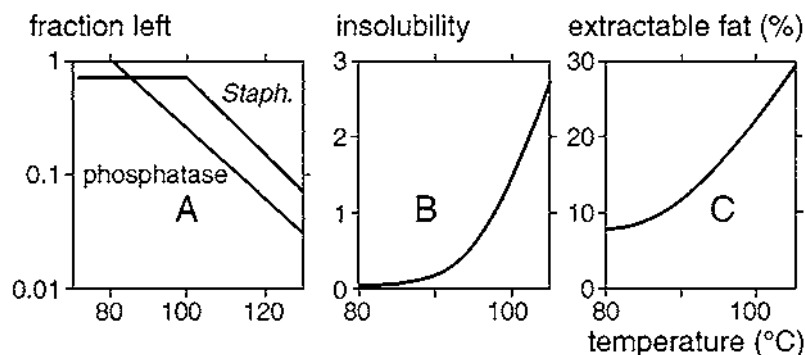 fraction left
insolubility
extractable fat (%)
1
0.1
0.01
Staph.
phosphatase
A
80
100
120
3
2
1
0
B
80
100
30
20
10
0
C
80
100
temperature (°C)